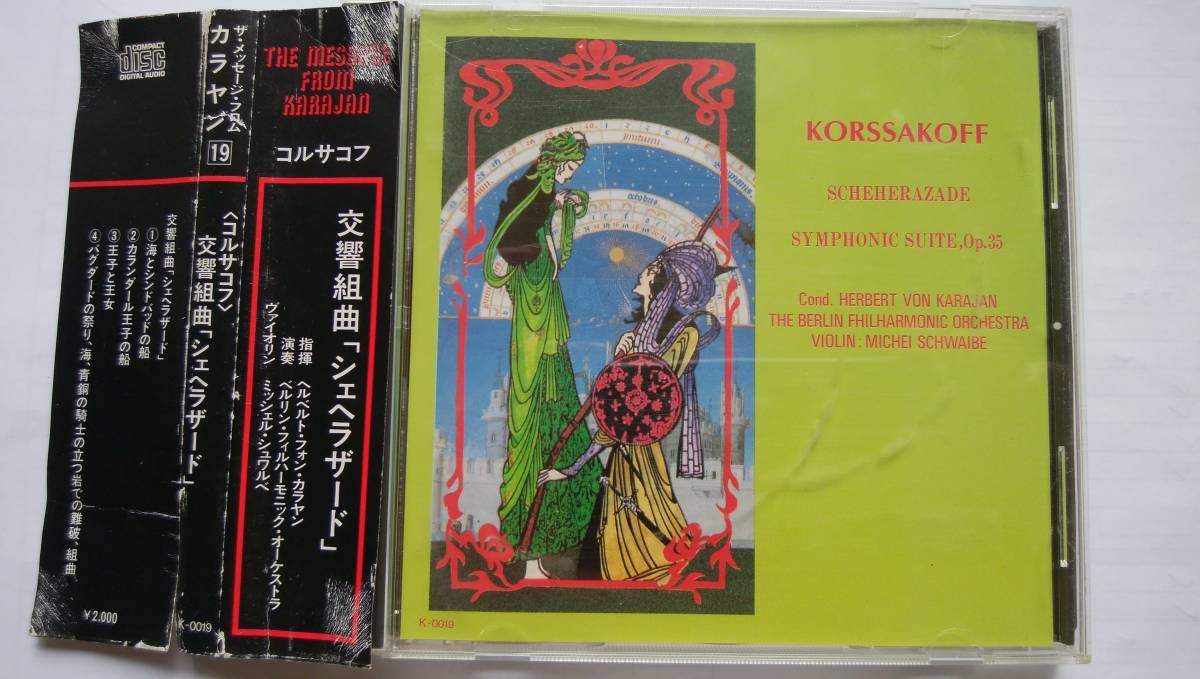 COMPACT
disc
DIGITAL AUDIO
交響組曲「シェヘラザード」
①海とシンドバッドの船
②カランダール王子の船
③王子と王女
④バグダードの祭り、海、青銅の騎士の立つ岩での難破、組曲
¥2,000
ザ・メッセージ・フロム
カラヤン 19
〈コルサコフ〉
交響組曲「シェヘラザード」
K-0019
THE MESSAGE
FROM
KARAJAN
コルサコフ
交響組曲「シェヘラザード」
指揮 ヘルベルト・フォン・カラヤン
演奏 ベルリン・フィルハーモニック・オーケストラ
ヴァイオリン ミッシェル・シュワルベ
KORSSAKOFF
SCHEHERAZADE
SYMPHONIC SUITE,Op.35
Cond. HERBERT VON KARAJAN
THE BERLIN FHILHARMONIC ORCHESTRA
VIOLIN : MICHEI SCHWAIBE
K-0019